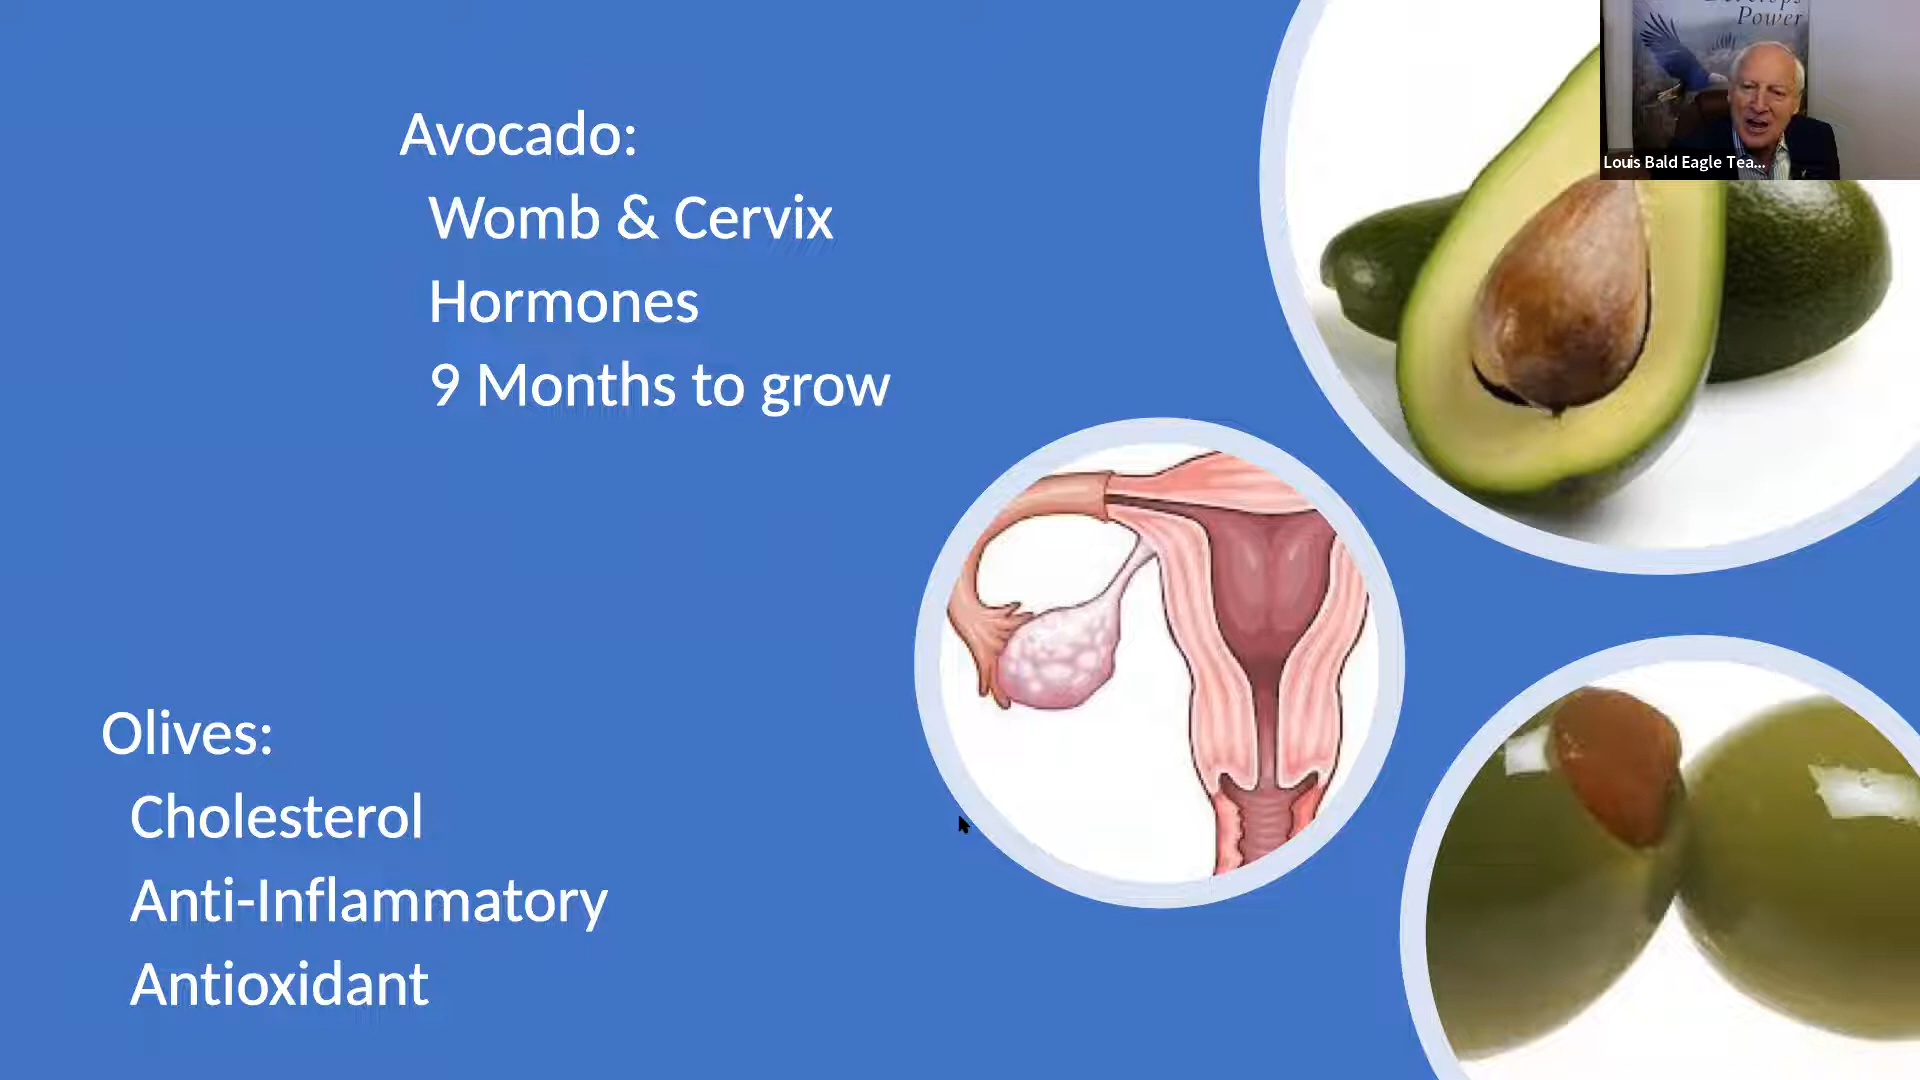 Power
Louis Bald Eagle Tea...
Avocado:
Womb & Cervix
Hormones
9 Months to grow
Olives:
Cholesterol
Anti-Inflammatory
Antioxidant